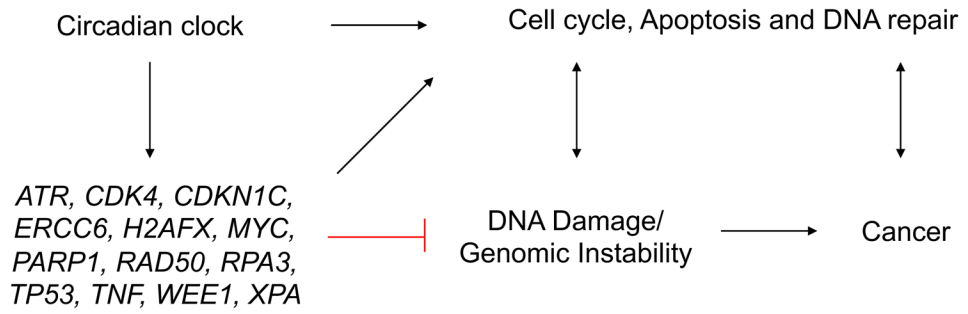 Circadian clock
Cell cycle, Apoptosis and DNA repair
ATR, CDK4, CDKN1C,
ERCC6, H2AFX, MYC,
PARP1, RAD50, RPA3,
TP53, TNF, WEE1, XPA
DNA Damage/
Genomic Instability
Cancer